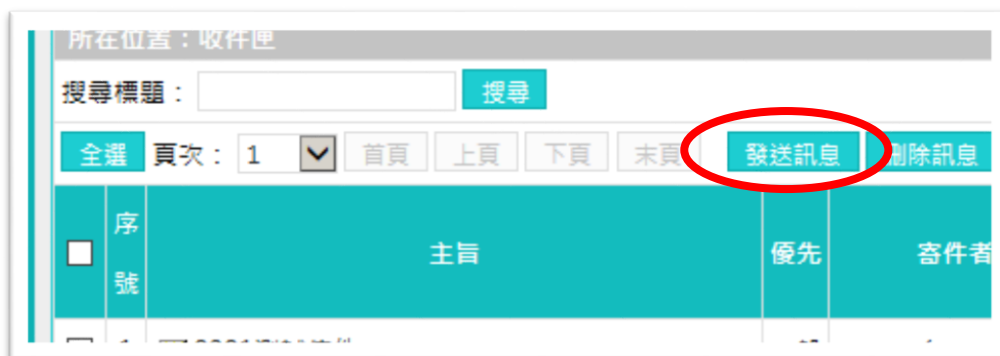 所在位置：收件匣
搜尋標題： 搜尋
全選 頁次： 1 首頁 上頁 下頁 末頁 發送訊息 刪除訊息
序號 主旨 優先 寄件者